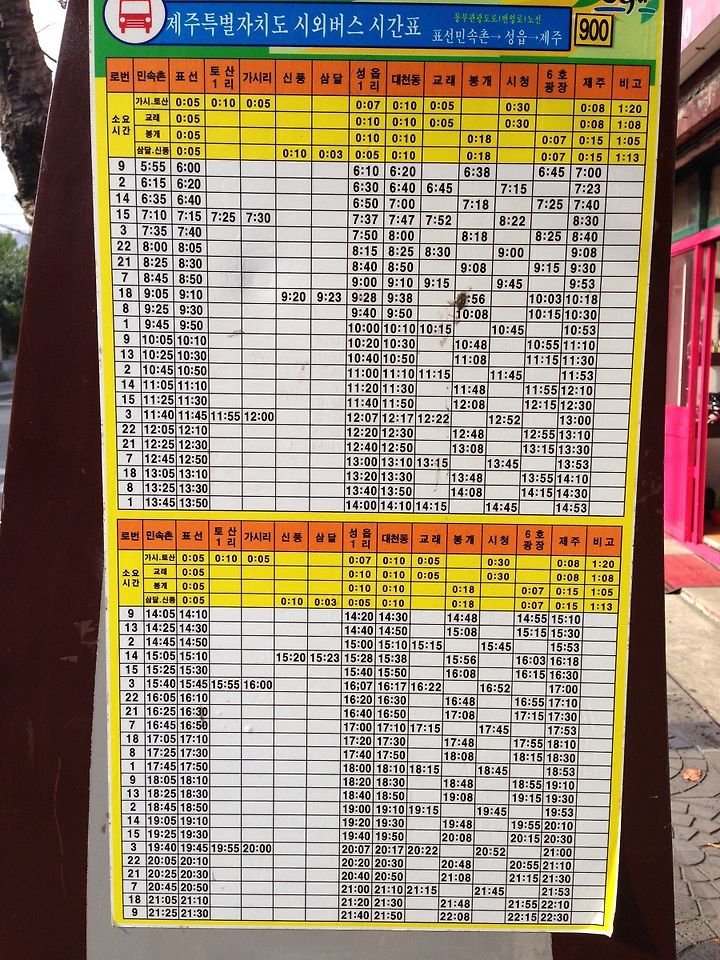 제주특별자치도 시외버스 시간표
동부관광도로(번영로)노선
표선민속촌→ 성읍→제주
900
로번 민속촌 표선 토산1리 가시리 신풍 삼달 성읍1리 대천동 교래 봉개 시청 6호광장 제주 비고
소요시간 가시.토산 0:05 0:10 0:05 0:07 0:10 0:05 0:30 0:08 1:20
교래 0:05 0:10 0:10 0:05 0:30 0:08 1:08
봉개 0:05 0:10 0:10 0:18 0:07 0:15 1:05
삼달.신풍 0:05 0:10 0:03 0:05 0:10 0:18 0:07 0:15 1:13
9 5:55 6:00 6:10 6:20 6:38 6:45 7:00
2 6:15 6:20 6:30 6:40 6:45 7:15 7:23
14 6:35 6:40 6:50 7:00 7:18 7:25 7:40
15 7:10 7:15 7:25 7:30 7:37 7:47 7:52 8:22 8:30
3 7:35 7:40 7:50 8:00 8:18 8:25 8:40
22 8:00 8:05 8:15 8:25 8:30 9:00 9:08
21 8:25 8:30 8:40 8:50 9:08 9:15 9:30
7 8:45 8:50 9:00 9:10 9:15 9:45 9:53
18 9:05 9:10 9:20 9:23 9:28 9:38 :56 10:03 10:18
8 9:25 9:30 9:40 9:50 10:08 10:15 10:30
1 9:45 9:50 10:00 10:10 10:15 10:45 10:53
9 10:05 10:10 10:20 10:30 10:48 10:55 11:10
13 10:25 10:30 10:40 10:50 11:08 11:15 11:30
2 10:45 10:50 11:00 11:10 11:15 11:45 11:53
14 11:05 11:10 11:20 11:30 11:48 11:55 12:10
15 11:25 11:30 11:40 11:50 12:08 12:15 12:30
3 11:40 11:45 11:55 12:00 12:07 12:17 12:22 12:52 13:00
22 12:05 12:10 12:20 12:30 12:48 12:55 13:10
21 12:25 12:30 12:40 12:50 13:08 13:15 13:30
7 12:45 12:50 13:00 13:10 13:15 13:45 13:53
18 13:05 13:10 13:20 13:30 13:48 13:55 14:10
8 13:25 13:30 13:40 13:50 14:08 14:15 14:30
1 13:45 13:50 14:00 14:10 14:15 14:45 14:53
로번 민속촌 표선 토산1리 가시리 신풍 삼달 성읍1리 대천동 교래 봉개 시청 6호광장 제주 비고
소요시간 가시.토산 0:05 0:10 0:05 0:07 0:10 0:05 0:30 0:08 1:20
교래 0:05 0:10 0:10 0:05 0:30 0:08 1:08
봉개 0:05 0:10 0:10 0:18 0:07 0:15 1:05
삼달.신풍 0:05 0:10 0:03 0:05 0:10 0:18 0:07 0:15 1:13
9 14:05 14:10 14:20 14:30 14:48 14:55 15:10
13 14:25 14:30 14:40 14:50 15:08 15:15 15:30
2 14:45 14:50 15:00 15:10 15:15 15:45 15:53
14 15:05 15:10 15:20 15:23 15:28 15:38 15:56 16:03 16:18
15 15:25 15:30 15:40 15:50 16:08 16:15 16:30
3 15:40 15:45 15:55 16:00 16;07 16:17 16:22 16:52 17:00
22 16:05 16:10 16:20 16:30 16:48 16:55 17:10
21 16:25 16:30 16:40 16:50 17:08 17:15 17:30
7 16:45 16:50 17:00 17:10 17:15 17:45 17:53
18 17:05 17:10 17:20 17:30 17:48 17:55 18:10
8 17:25 17:30 17:40 17:50 18:08 18:15 18:30
1 17:45 17:50 18:00 18:10 18:15 18:45 18:53
9 18:05 18:10 18:20 18:30 18:48 18:55 19:10
13 18:25 18:30 18:40 18:50 19:08 19:15 19:30
2 18:45 18:50 19:00 19:10 19:15 19:45 19:53
14 19:05 19:10 19:20 19:30 19:48 19:55 20:10
15 19:25 19:30 19:40 19:50 20:08 20:15 20:30
3 19:40 19:45 19:55 20:00 20:07 20:17 20:22 20:52 21:00
22 20:05 20:10 20:20 20:30 20:48 20:55 21:10
21 20:25 20:30 20:40 20:50 21:08 21:15 21:30
7 20:45 20:50 21:00 21:10 21:15 21:45 21:53
18 21:05 21:10 21:20 21:30 21:48 21:55 22:10
9 21:25 21:30 21:40 21:50 22:08 22:15 22:30